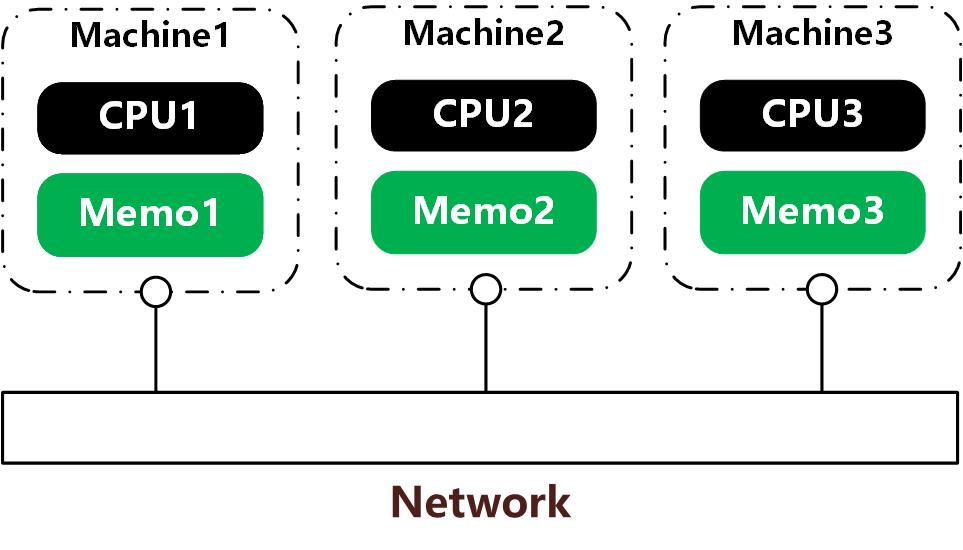 Machine1
CPU1
Memo1
Machine2
CPU2
Memo2
Machine3
CPU3
Memo3
Network